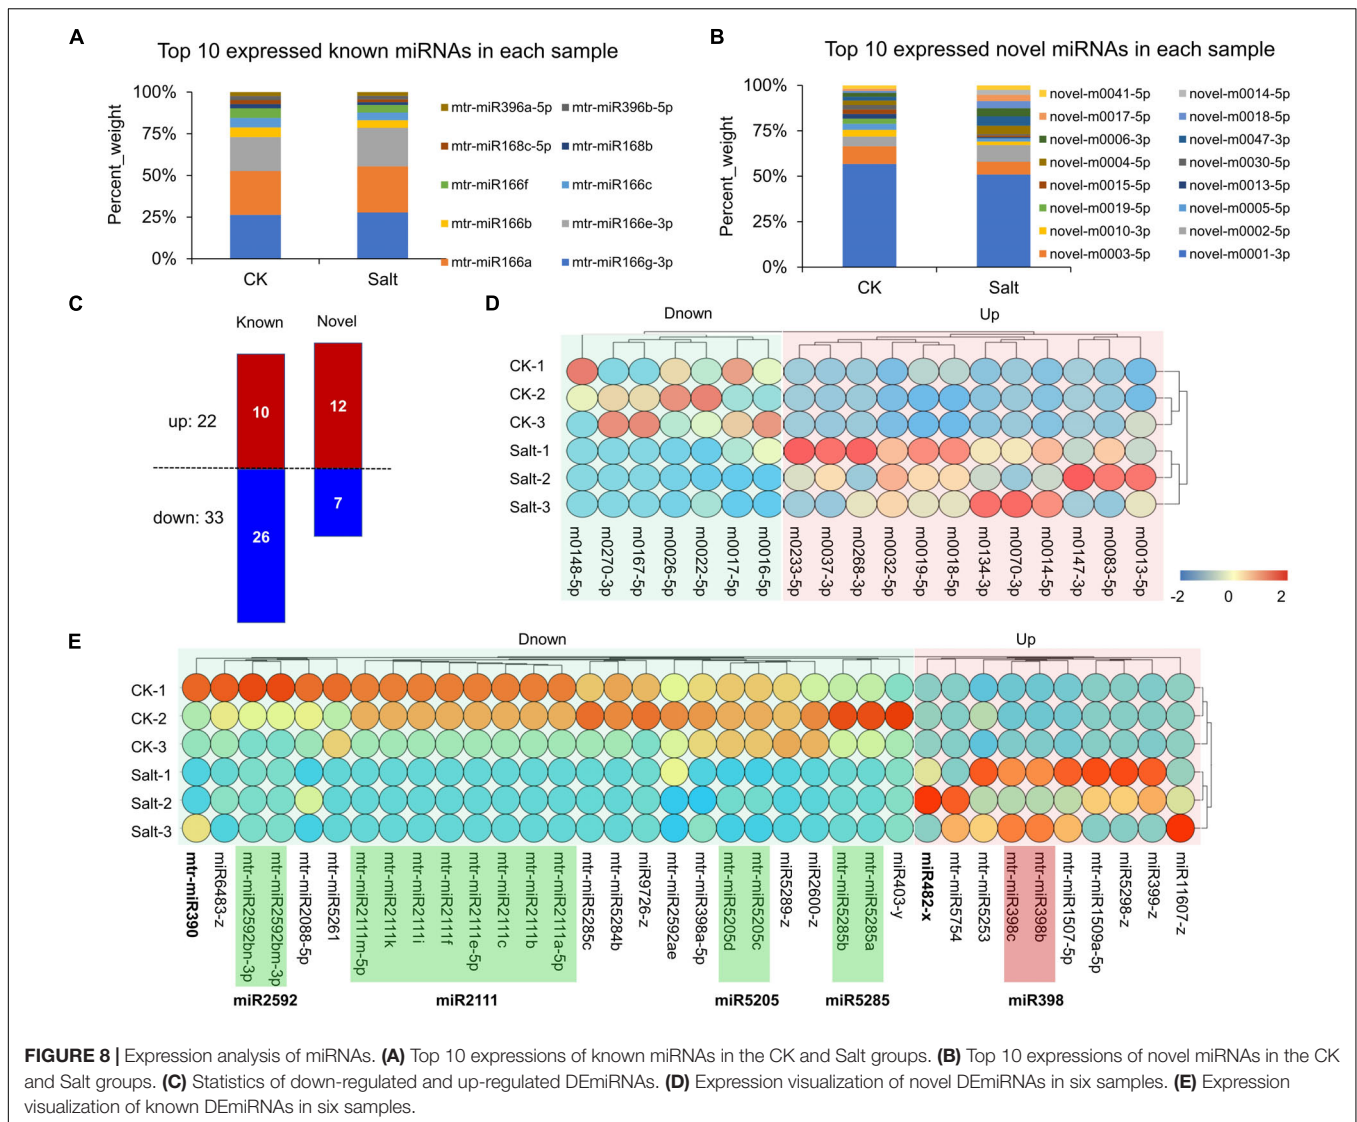 A
Top 10 expressed known miRNAs in each sample
Percent_weight
100%
75%
50%
25%
0%
CK
Salt
mtr-miR396a-5p
mtr-miR396b-5p
mtr-miR168c-5p
mtr-miR168b
mtr-miR166f
mtr-miR166c
mtr-miR166b
mtr-miR166e-3p
mtr-miR166a
mtr-miR166g-3p
B
Top 10 expressed novel miRNAs in each sample
Percent_weight
100%
75%
50%
25%
0%
CK
Salt
novel-m0041-5p
novel-m0014-5p
novel-m0017-5p
novel-m0018-5p
novel-m0006-3p
novel-m0047-3p
novel-m0004-5p
novel-m0030-5p
novel-m0015-5p
novel-m0013-5p
novel-m0019-5p
novel-m0005-5p
novel-m0010-3p
novel-m0002-5p
novel-m0003-5p
novel-m0001-3p
C
Known
Novel
up: 22
10
12
down: 33
26
7
D
Dnown
Up
CK-1
CK-2
CK-3
Salt-1
Salt-2
Salt-3
m0148-5p
m0270-3p
m0167-5p
m0026-5p
m0022-5p
m0017-5p
m0016-5p
m0233-5p
m0037-3p
m0268-3p
m0032-5p
m0019-5p
m0018-5p
m0134-3p
m0070-3p
m0014-5p
m0147-3p
m0083-5p
m0013-5p
-2
0
2
E
Dnown
Up
CK-1
CK-2
CK-3
Salt-1
Salt-2
Salt-3
mtr-miR390
miR6483-z
mtr-miR2592bn-3p
mtr-miR2592bm-3p
mtr-miR2088-5p
mtr-miR5261
mtr-miR2111m-5p
mtr-miR2111k
mtr-miR2111i
mtr-miR2111f
mtr-miR2111e-5p
mtr-miR2111c
mtr-miR2111b
mtr-miR2111a-5p
mtr-miR5285c
mtr-miR5284b
miR9726-z
mtr-miR2592ae
mtr-miR398a-5p
mtr-miR5205d
mtr-miR5205c
miR5289-z
miR2600-z
mtr-miR5285b
mtr-miR5285a
miR403-y
miR482-x
mtr-miR5754
mtr-miR5253
mtr-miR398c
mtr-miR398b
mtr-miR1507-5p
mtr-miR1509a-5p
miR5298-z
miR399-z
miR11607-z
miR2592
miR2111
miR5205
miR5285
miR398
FIGURE 8 | Expression analysis of miRNAs. (A) Top 10 expressions of known miRNAs in the CK and Salt groups. (B) Top 10 expressions of novel miRNAs in the CK
and Salt groups. (C) Statistics of down-regulated and up-regulated DEmiRNAs. (D) Expression visualization of novel DEmiRNAs in six samples. (E) Expression
visualization of known DEmiRNAs in six samples.